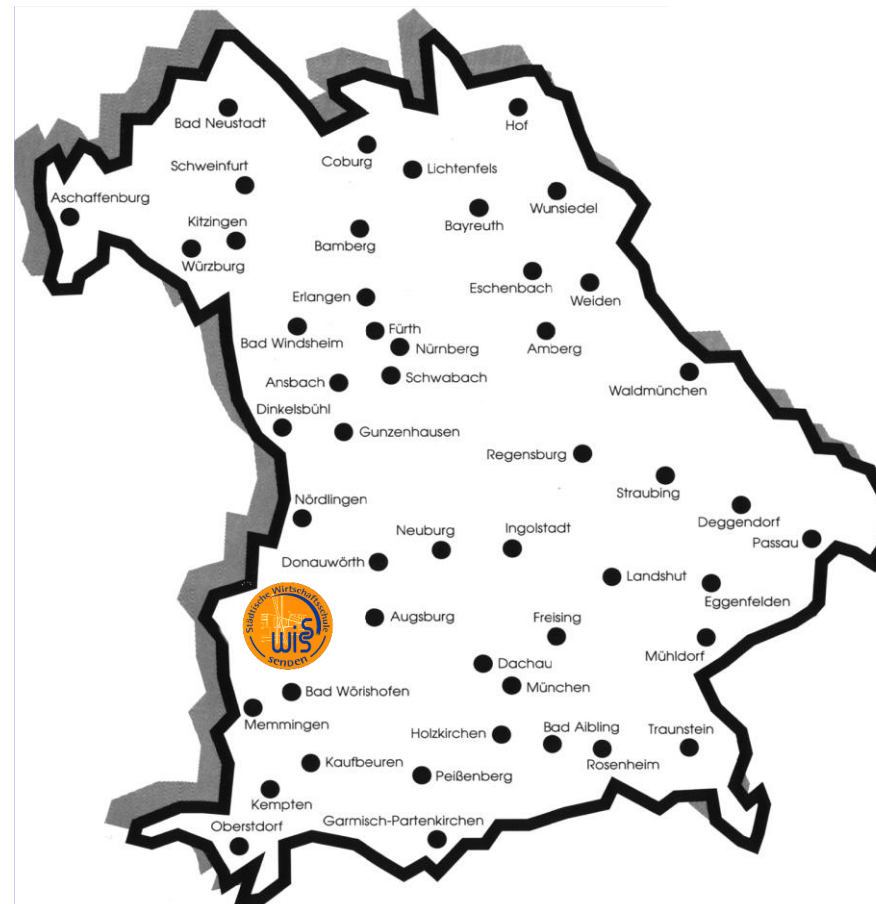 Bad Neustadt
Hof
Coburg
Lichtenfels
Schweinfurt
Aschaffenburg
Wunsiedel
Bayreuth
Kitzingen
Bamberg
Würzburg
Eschenbach
Weiden
Erlangen
Fürth
Bad Windsheim
Nürnberg
Amberg
Ansbach
Schwabach
Waldmünchen
Dinkelsbühl
Gunzenhausen
Regensburg
Straubing
Nördlingen
Deggendorf
Neuburg
Ingolstadt
Passau
Donauwörth
Landshut
Eggenfelden
Städtische Wirtschaftsschule
wiss
senden
Augsburg
Freising
Mühldorf
Dachau
München
Bad Wörishofen
Memmingen
Holzkirchen
Bad Aibling
Traunstein
Rosenheim
Kaufbeuren
Peißenberg
Kempten
Oberstdorf
Garmisch-Partenkirchen